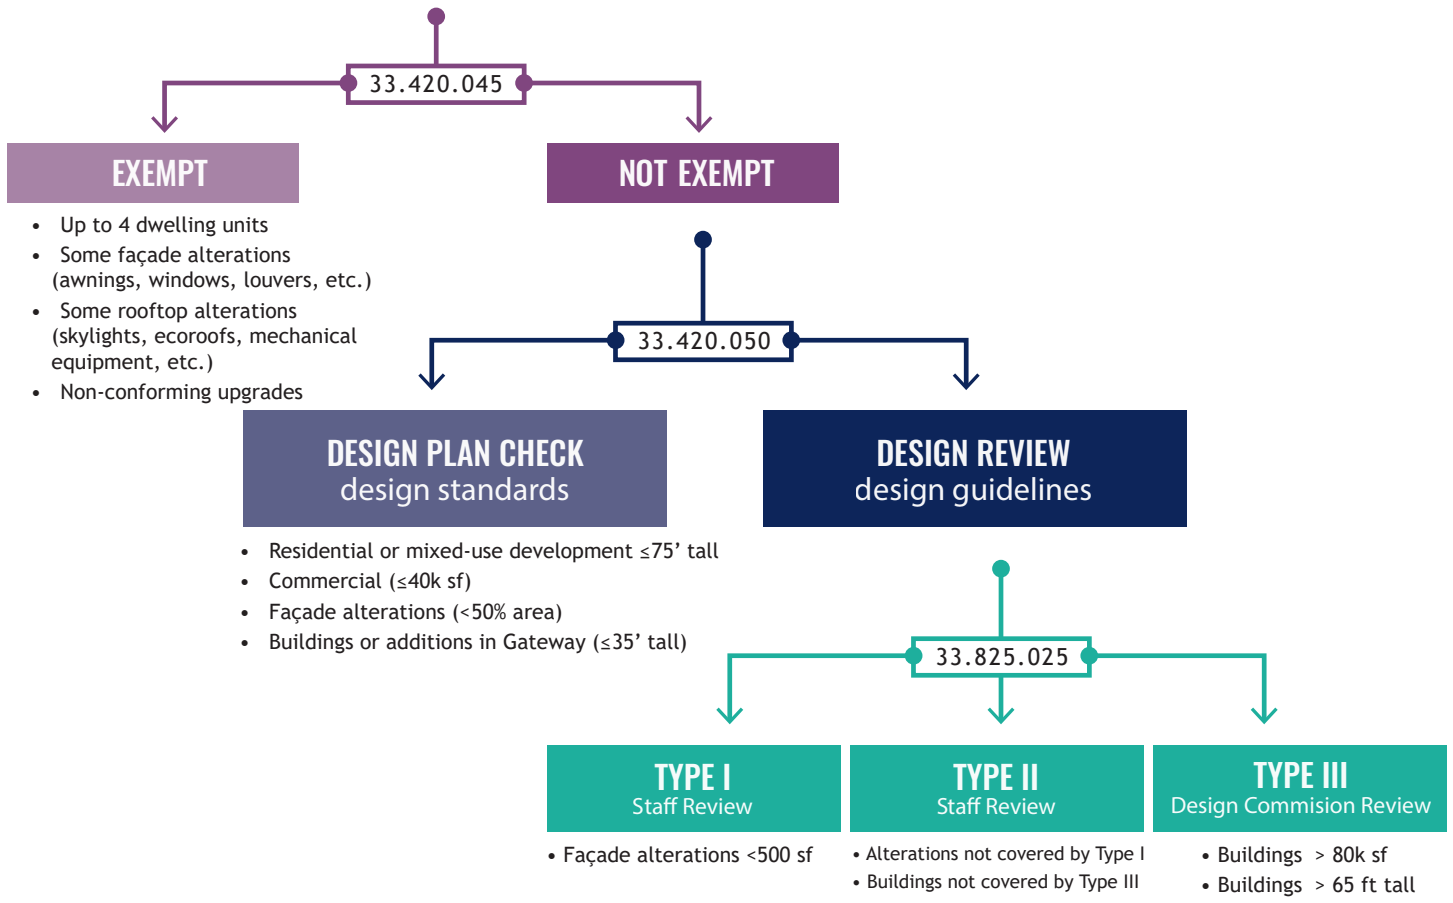 33.420.045
EXEMPT
NOT EXEMPT
• Up to 4 dwelling units
• Some façade alterations
(awnings, windows, louvers, etc.)
• Some rooftop alterations
(skylights, ecoroofs, mechanical
equipment, etc.)
• Non-conforming upgrades
33.420.050
DESIGN PLAN CHECK
design standards
DESIGN REVIEW
design guidelines
• Residential or mixed-use development ≤75’ tall
• Commercial (≤40k sf)
• Façade alterations (<50% area)
• Buildings or additions in Gateway (≤35’ tall)
33.825.025
TYPE I
Staff Review
TYPE II
Staff Review
TYPE III
Design Commision Review
• Façade alterations <500 sf
• Alterations not covered by Type I
• Buildings not covered by Type III
• Buildings > 80k sf
• Buildings > 65 ft tall